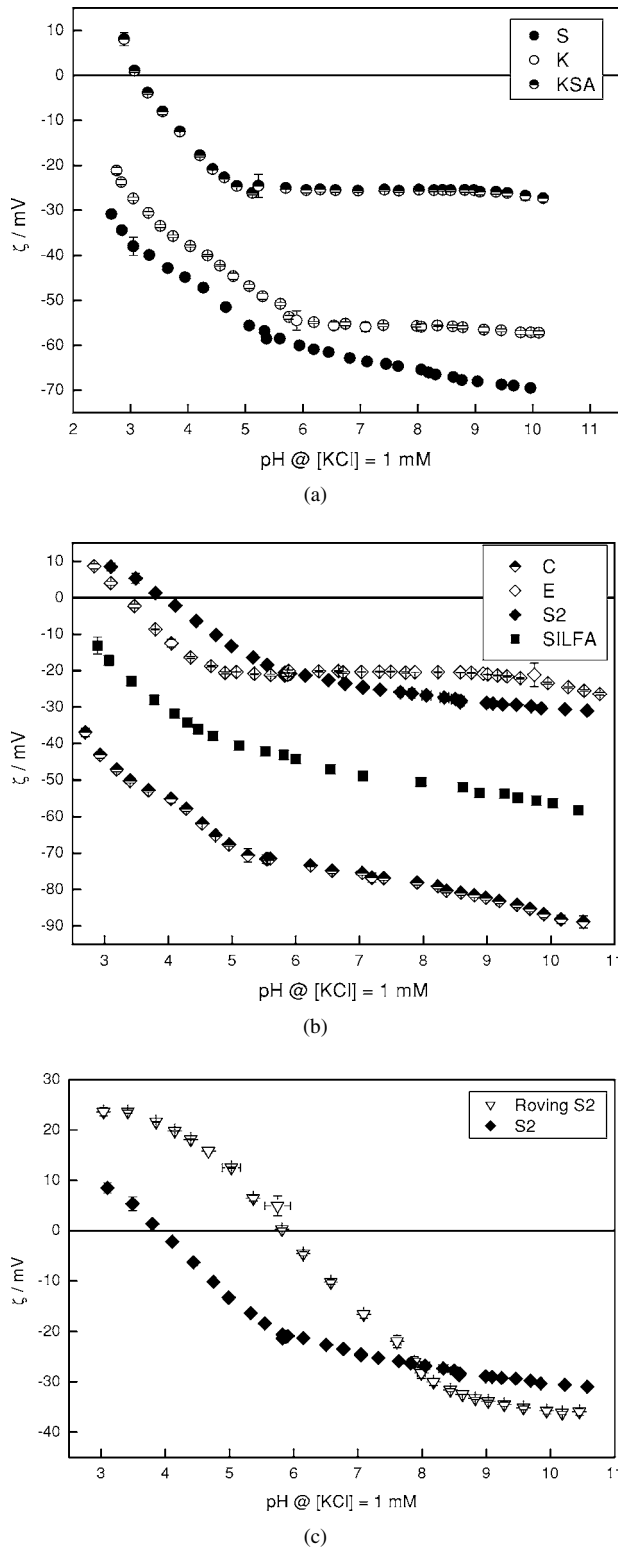 10
0
-10
-20
-30
-40
-50
-60
-70
ζ / mV
S
K
KSA
2 3 4 5 6 7 8 9 10 11
pH @ [KCl] = 1 mM
(a)
10
0
-10
-20
-30
-40
-50
-60
-70
-80
-90
ζ / mV
C
E
S2
SILFA
3 4 5 6 7 8 9 10 11
pH @ [KCl] = 1 mM
(b)
30
20
10
0
-10
-20
-30
-40
ζ / mV
Roving S2
S2
3 4 5 6 7 8 9 10 11
pH @ [KCl] = 1 mM
(c)